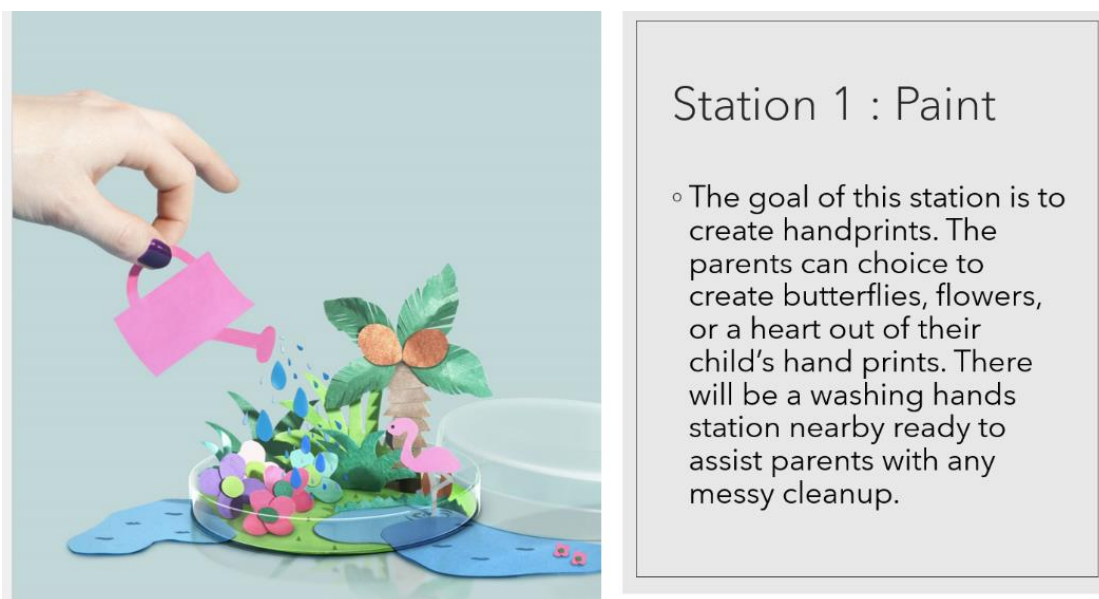 Station 1 : Paint
◦ The goal of this station is to
create handprints. The
parents can choice to
create butterflies, flowers,
or a heart out of their
child's hand prints. There
will be a washing hands
station nearby ready to
assist parents with any
messy cleanup.